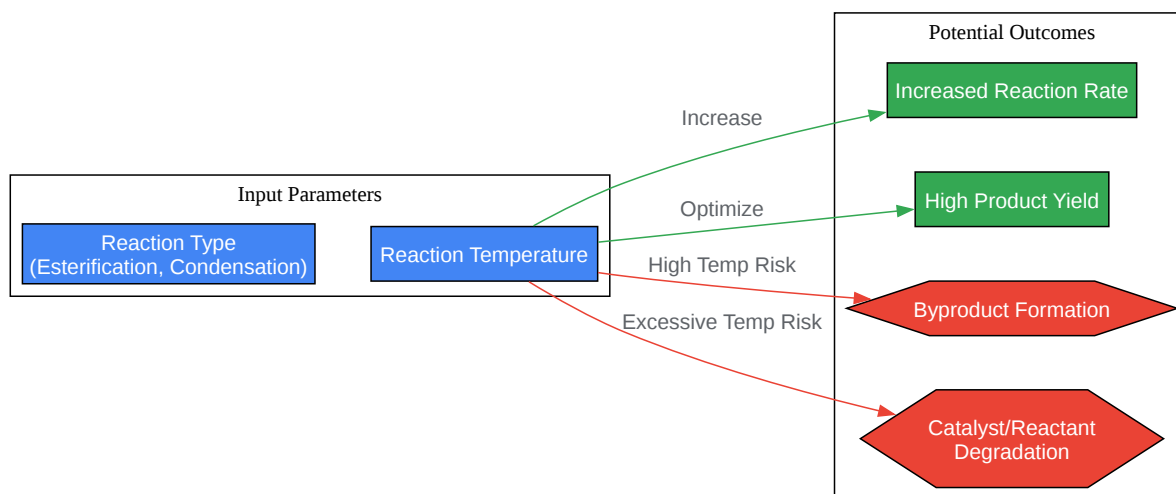 Potential Outcomes
Increased Reaction Rate
Increase
Input Parameters
Reaction Type
(Esterification, Condensation)
Reaction Temperature
Optimize
High Product Yield
High Temp Risk
Byproduct Formation
Excessive Temp Risk
Catalyst/Reactant
Degradation